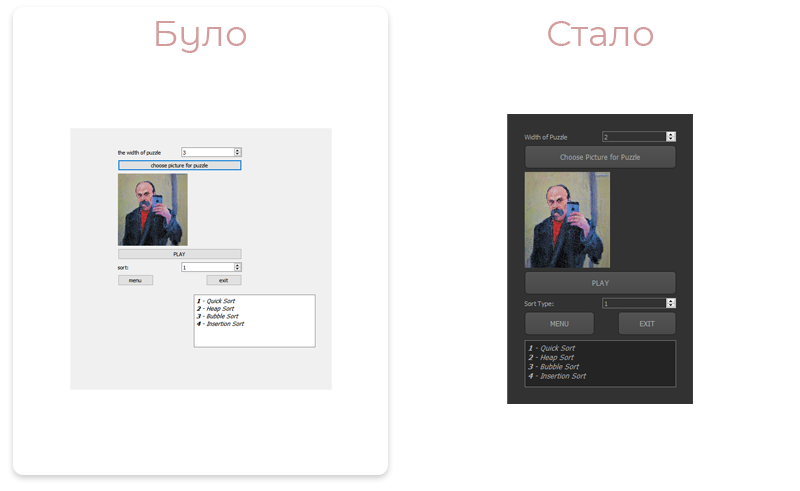 Було
the width of puzzle 3
choose picture for puzzle
PLAY
sort: 1
menu exit
1 - Quick Sort
2 - Heap Sort
3 - Bubble Sort
4 - Insertion Sort
Стало
Width of Puzzle 2
Choose Picture for Puzzle
PLAY
Sort Type: 1
MENU EXIT
1 - Quick Sort
2 - Heap Sort
3 - Bubble Sort
4 - Insertion Sort